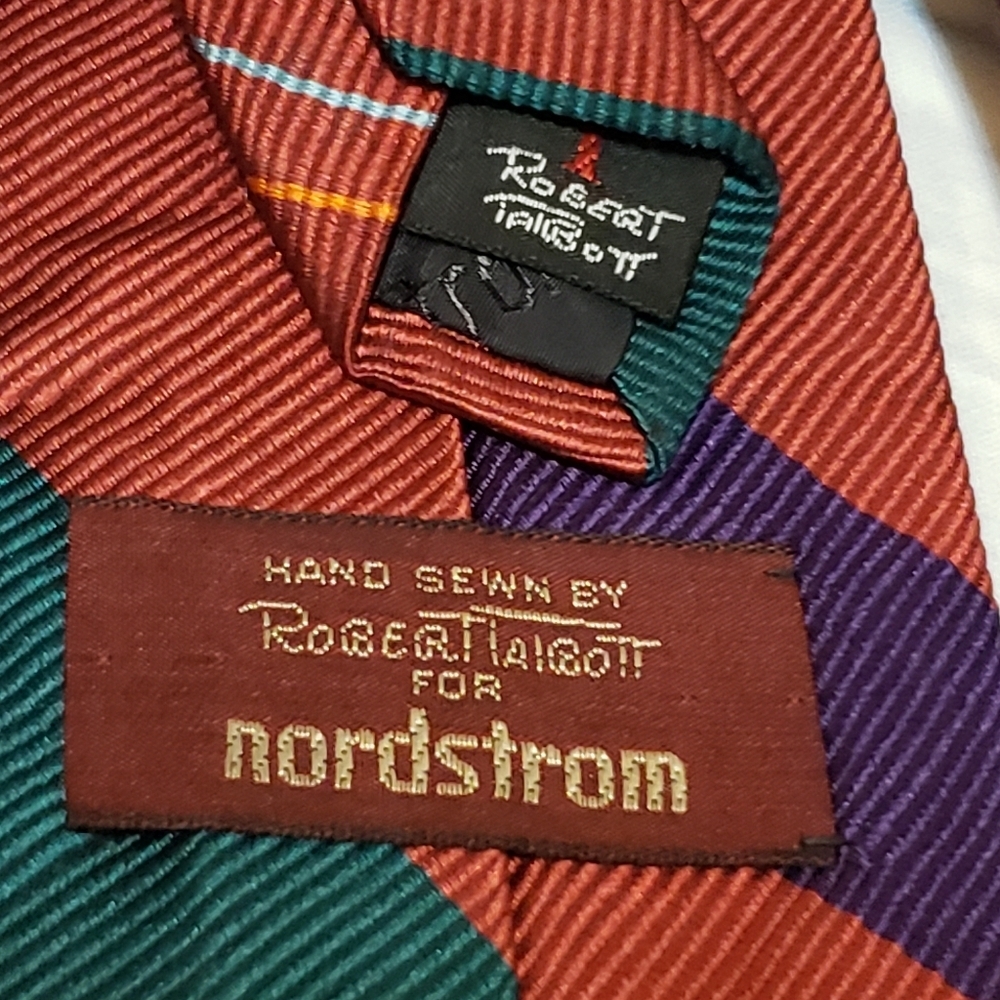 ROBERT
TALBOTT
HAND SEWN BY
ROBERT TALBOTT
FOR
nordstrom